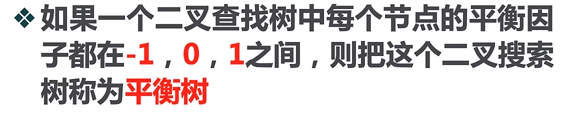 如果一个二叉查找树中每个节点的平衡因
子都在-1，0，1之间，则把这个二叉搜索
树称为平衡树